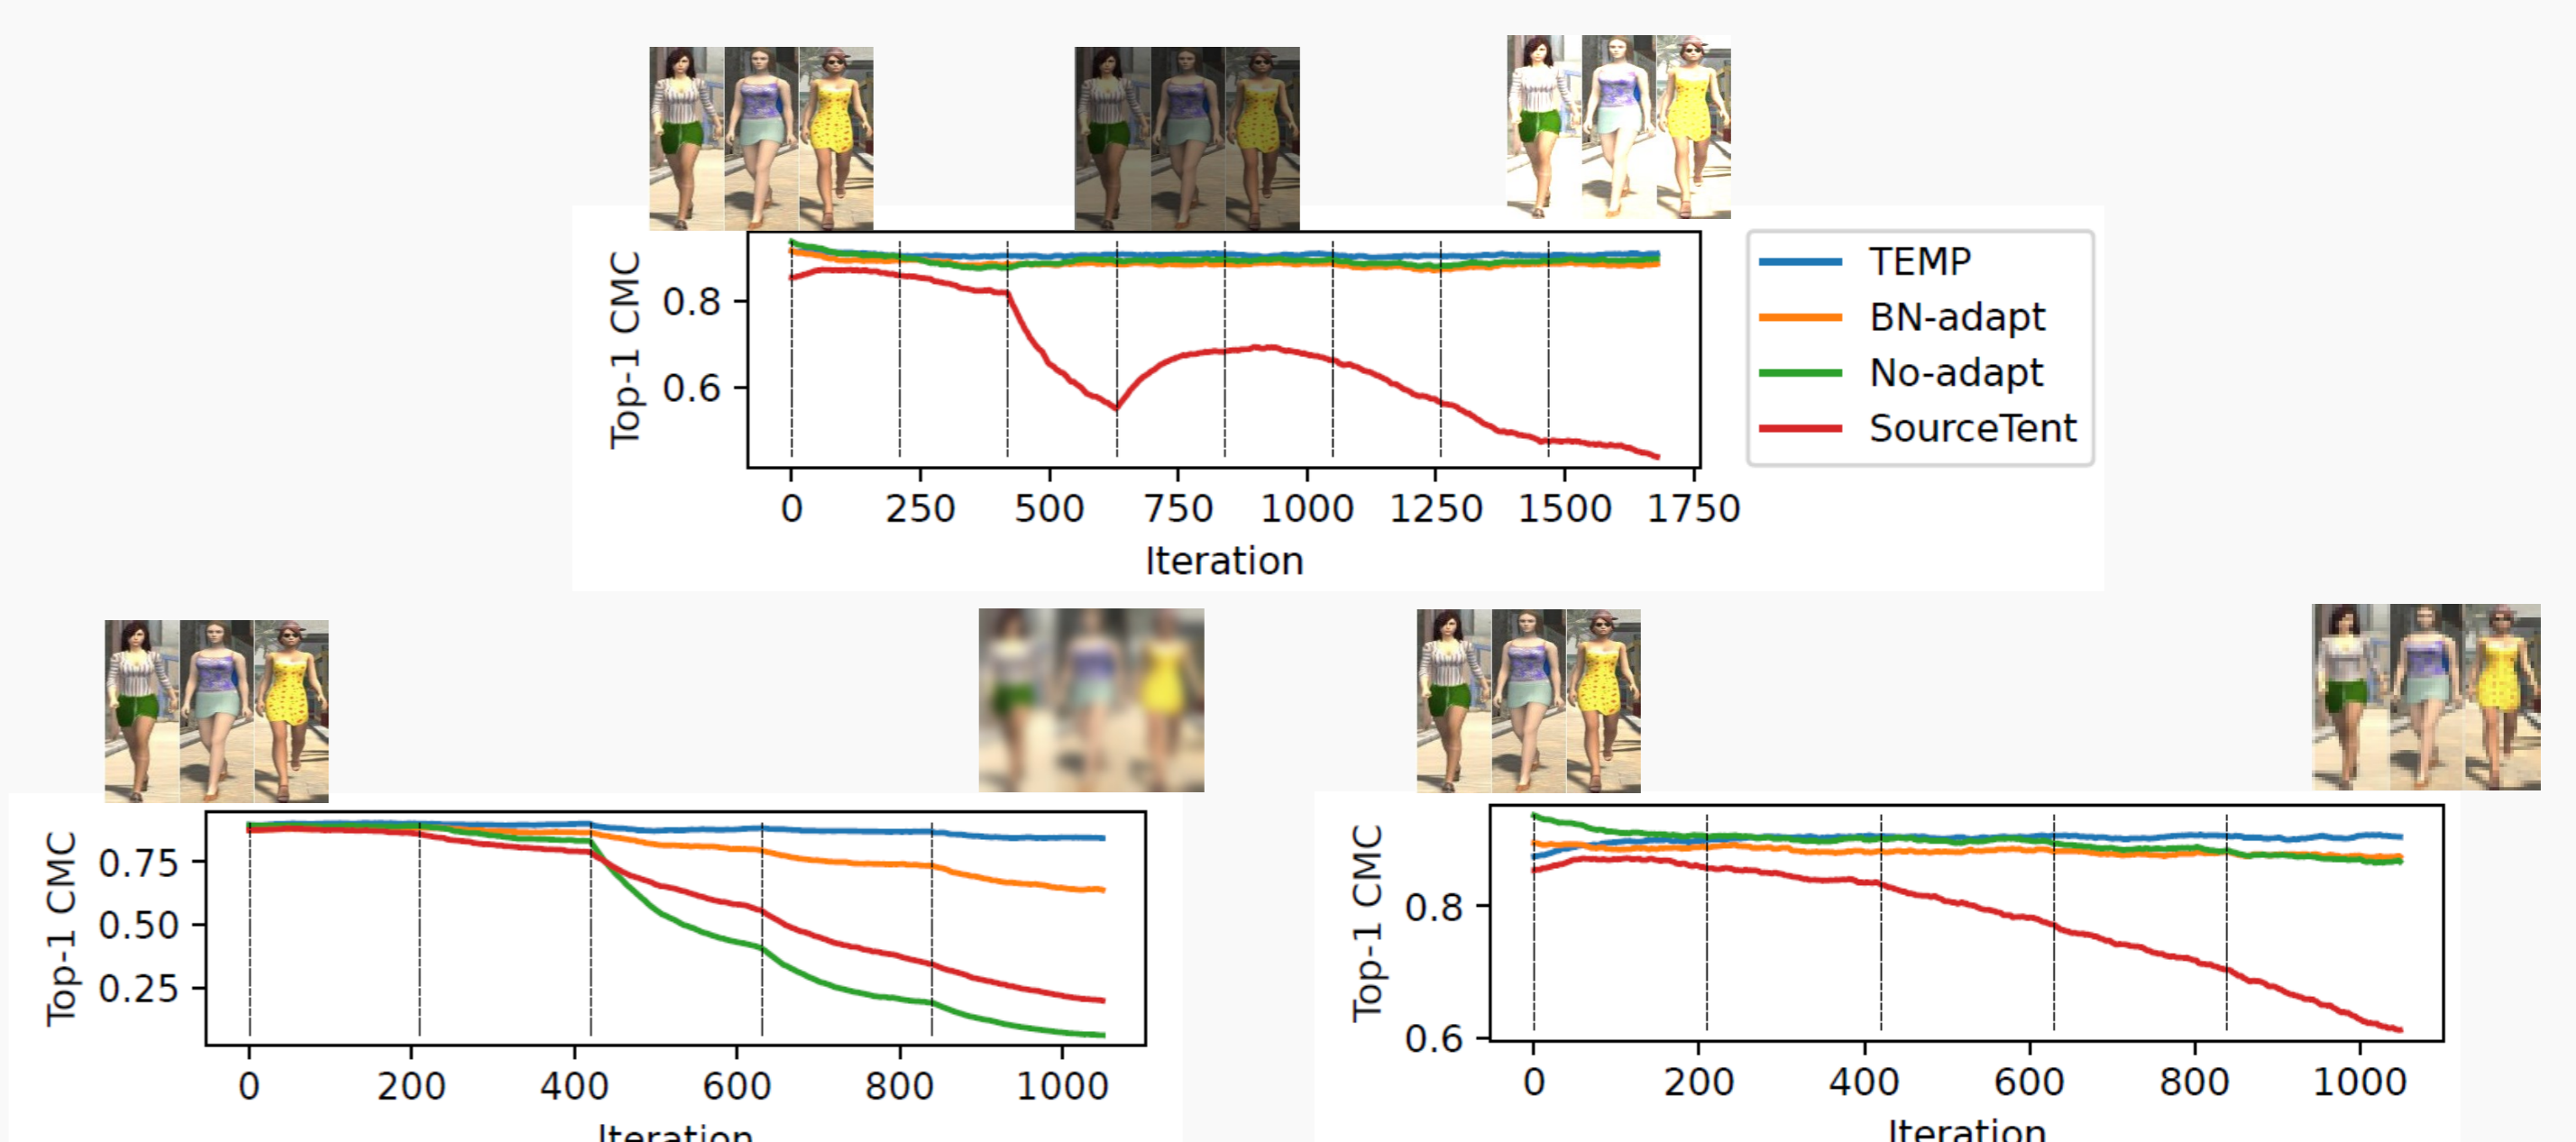 Top-1 CMC
0.8
0.6
0 250 500 750 1000 1250 1500 1750
Iteration
TEMP
BN-adapt
No-adapt
SourceTent
Top-1 CMC
0.75
0.50
0.25
0 200 400 600 800 1000
Iteration
Top-1 CMC
0.8
0.6
0 200 400 600 800 1000
Iteration